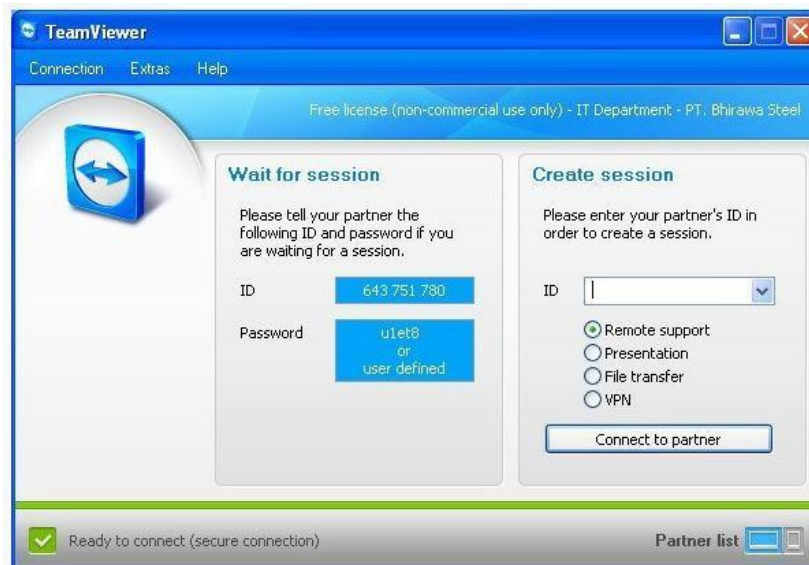 TeamViewer
Connection Extras Help
Free license (non-commercial use only) - IT Department - PT. Bhirawa Steel
Wait for session
Please tell your partner the
following ID and password if you
are waiting for a session.
ID 643 751 780
Password u1et8
or
user defined
Create session
Please enter your partner's ID in
order to create a session.
ID
Remote support
Presentation
File transfer
VPN
Connect to partner
Ready to connect (secure connection)
Partner list